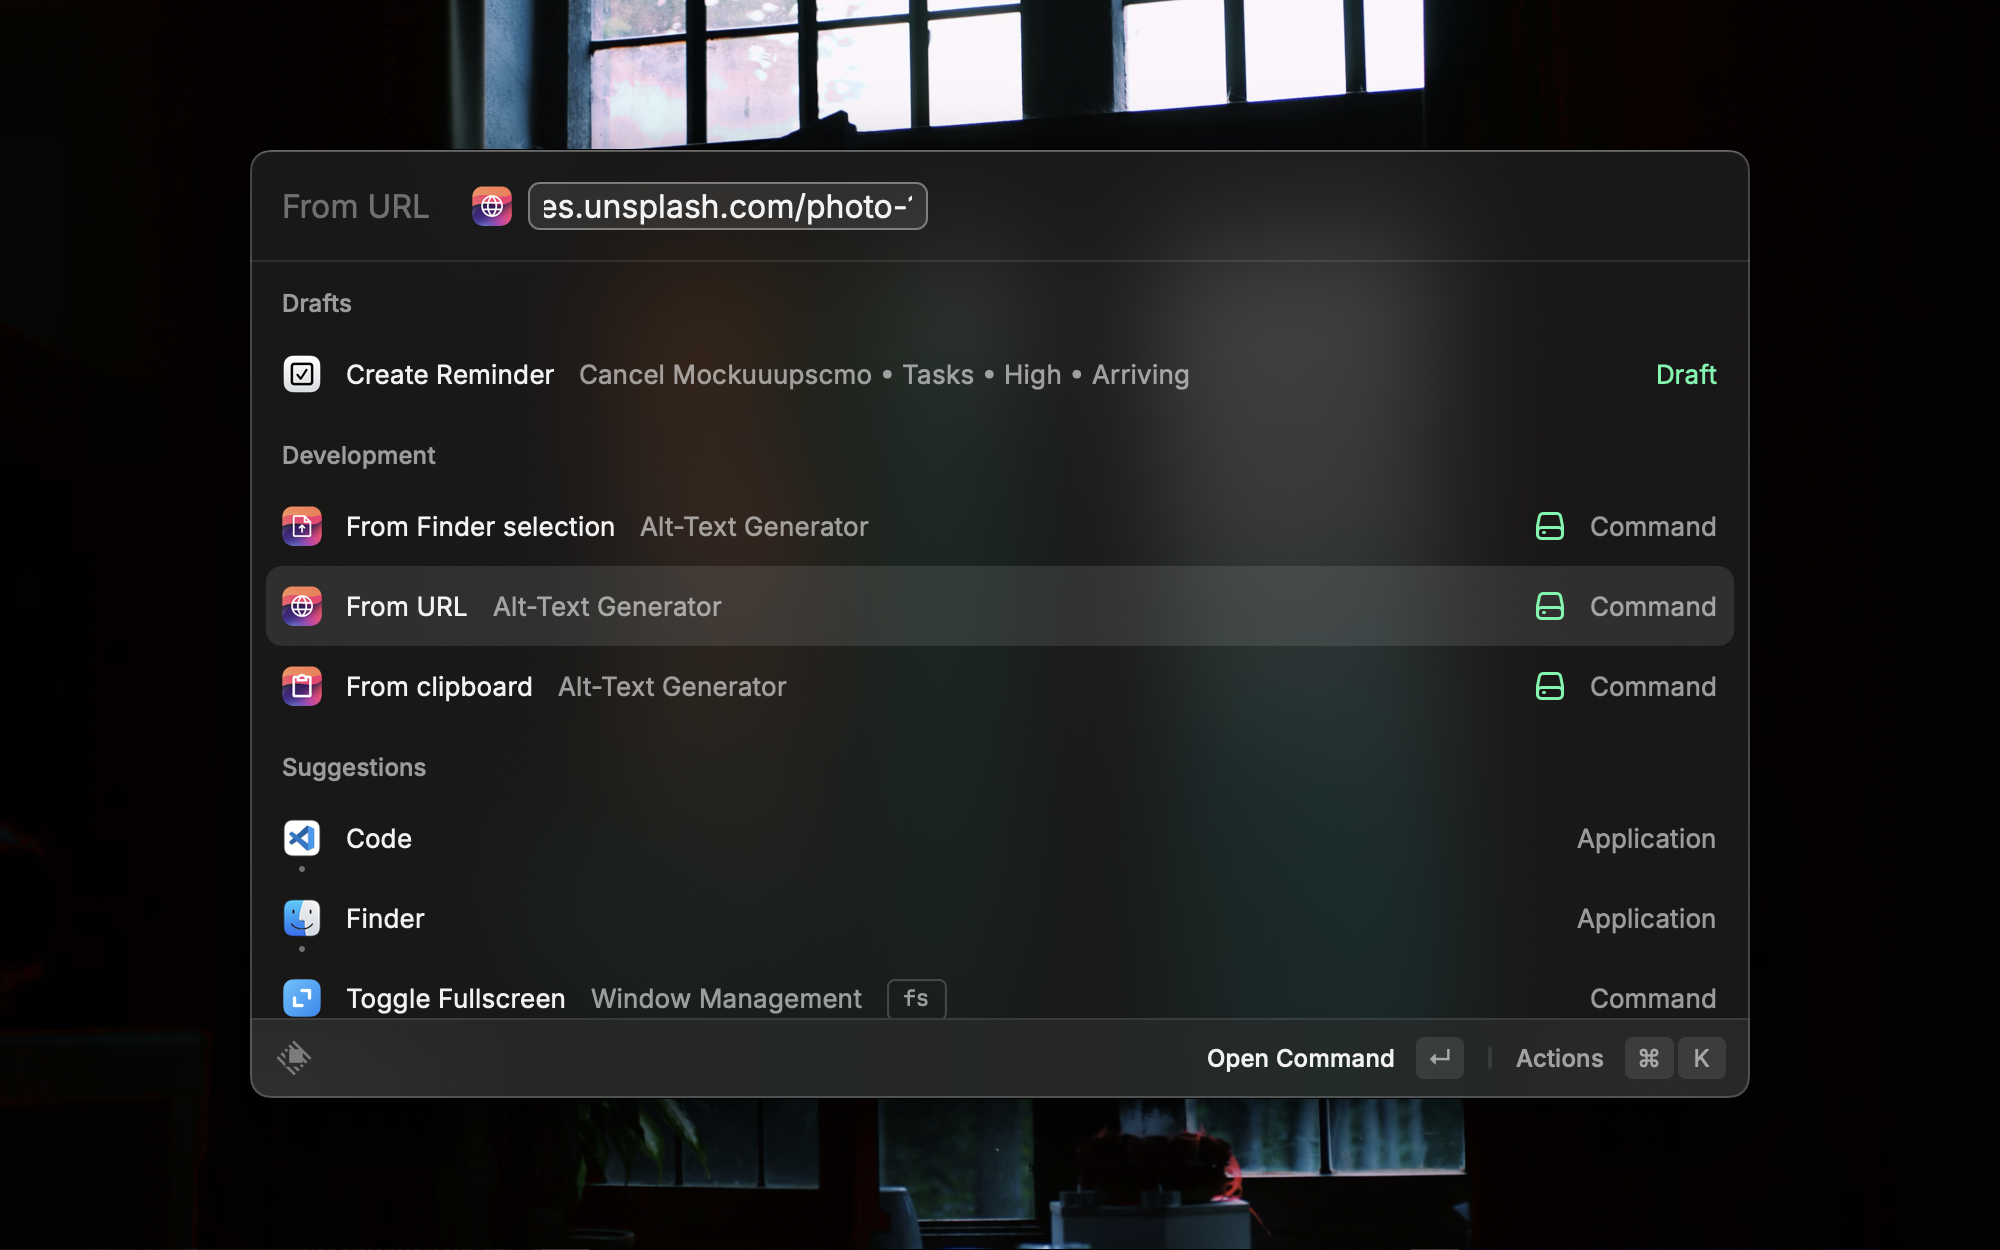 From URL es.unsplash.com/photo-
Drafts
Create Reminder Cancel Mockuuupscmo • Tasks • High • Arriving Draft
Development
From Finder selection Alt-Text Generator Command
From URL Alt-Text Generator Command
From clipboard Alt-Text Generator Command
Suggestions
Code Application
Finder Application
Toggle Fullscreen Window Management fs Command
Open Command ↵ Actions ⌘ K